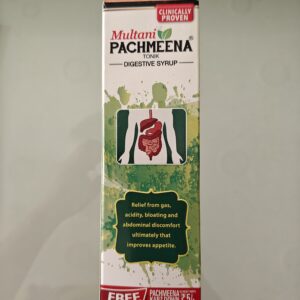 CLINICALLY
PROVEN
Multani
PACHMEENA®
TONIK
DIGESTIVE SYRUP
Relief from gas,
acidity, bloating and
abdominal discomfort
ultimately that
improves appetite.
FREE
PACHMEENA